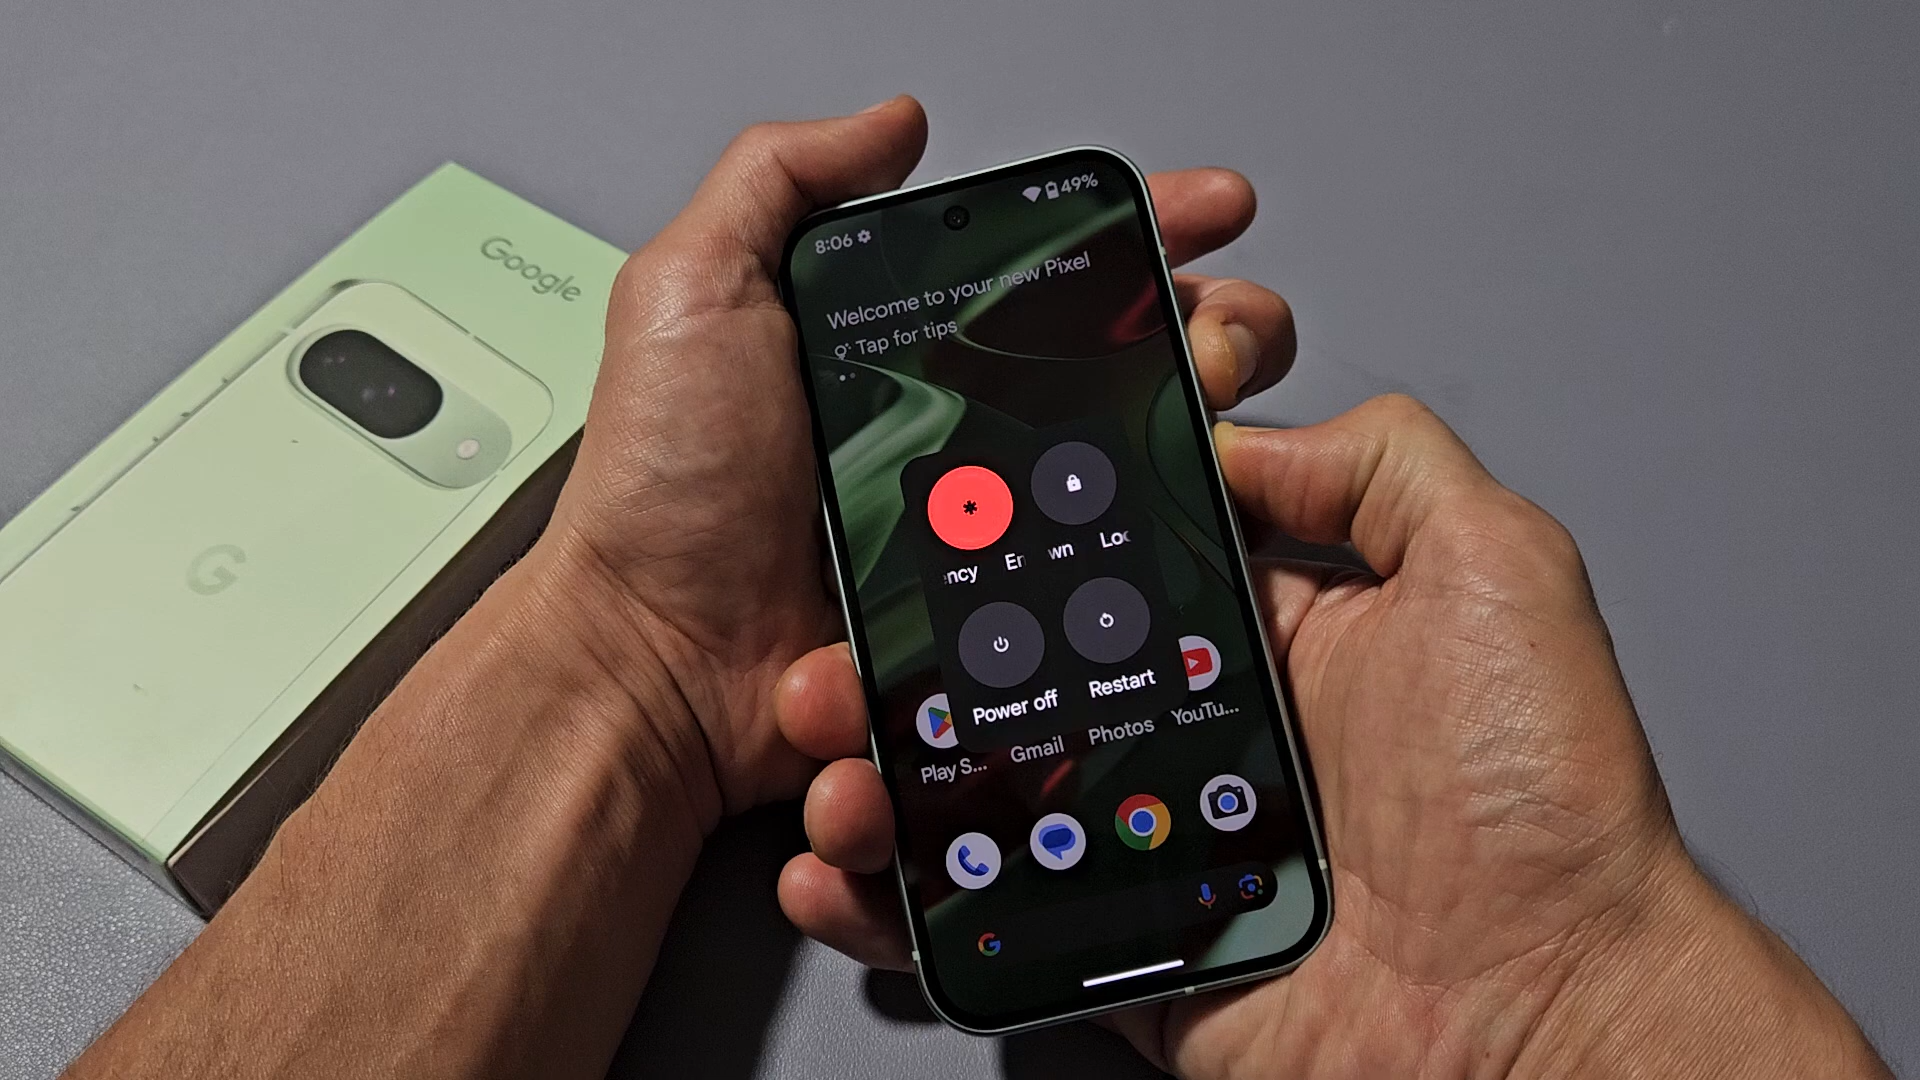 Google
G
8:06
49%
Welcome to your new Pixel
Tap for tips
ncy En
wn Loc
Power off
Restart
Play S...
Gmail
Photos
YouTu...
G